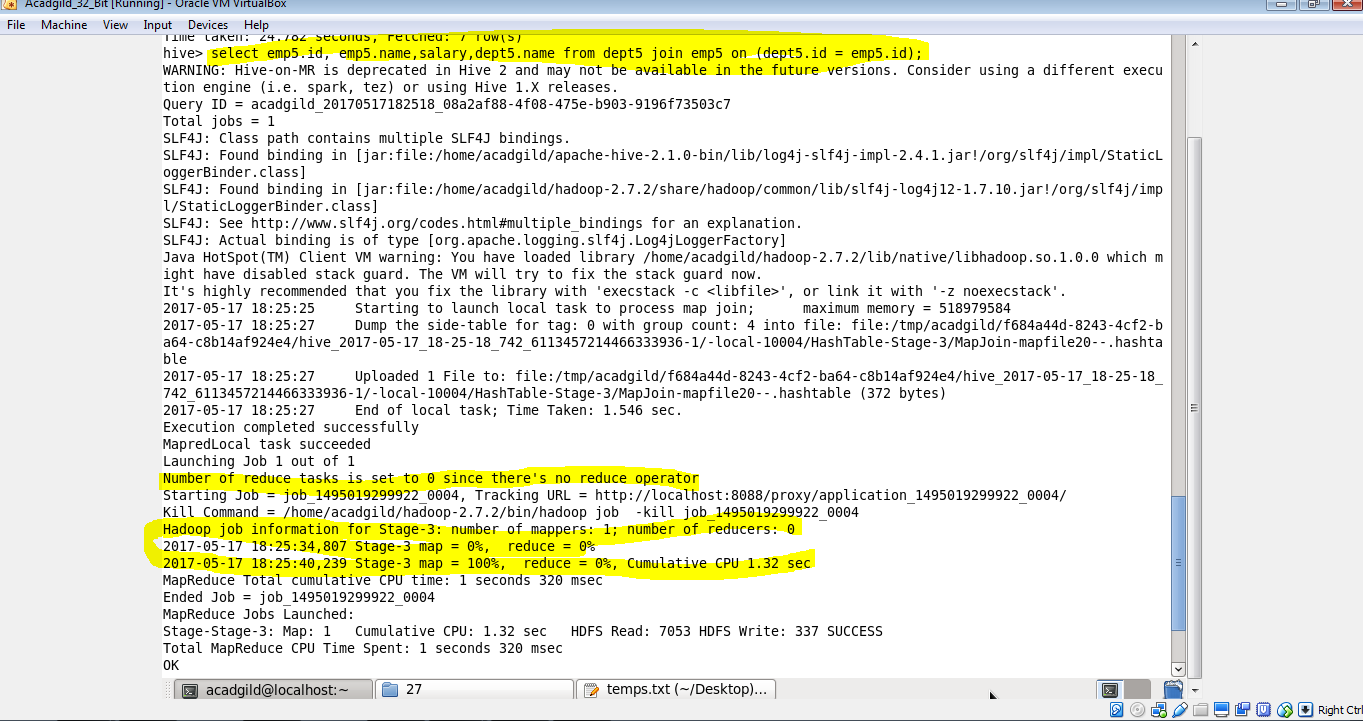 Acadgild_32_Bit [Running] - Oracle VM VirtualBox
File Machine View Input Devices Help
Time taken: 24.782 seconds, Fetched: 7 row(s)
hive> select emp5.id, emp5.name,salary,dept5.name from dept5 join emp5 on (dept5.id = emp5.id);
WARNING: Hive-on-MR is deprecated in Hive 2 and may not be available in the future versions. Consider using a different execu
tion engine (i.e. spark, tez) or using Hive 1.X releases.
Query ID = acadgild_20170517182518_08a2af88-4f08-475e-b903-9196f73503c7
Total jobs = 1
SLF4J: Class path contains multiple SLF4J bindings.
SLF4J: Found binding in [jar:file:/home/acadgild/apache-hive-2.1.0-bin/lib/log4j-slf4j-impl-2.4.1.jar!/org/slf4j/impl/StaticL
oggerBinder.class]
SLF4J: Found binding in [jar:file:/home/acadgild/hadoop-2.7.2/share/hadoop/common/lib/slf4j-log4j12-1.7.10.jar!/org/slf4j/imp
l/StaticLoggerBinder.class]
SLF4J: See http://www.slf4j.org/codes.html#multiple_bindings for an explanation.
SLF4J: Actual binding is of type [org.apache.logging.slf4j.Log4jLoggerFactory]
Java HotSpot(TM) Client VM warning: You have loaded library /home/acadgild/hadoop-2.7.2/lib/native/libhadoop.so.1.0.0 which m
ight have disabled stack guard. The VM will try to fix the stack guard now.
It's highly recommended that you fix the library with 'execstack -c <libfile>', or link it with '-z noexecstack'.
2017-05-17 18:25:25 Starting to launch local task to process map join; maximum memory = 518979584
2017-05-17 18:25:27 Dump the side-table for tag: 0 with group count: 4 into file: file:/tmp/acadgild/f684a44d-8243-4cf2-b
a64-c8b14af924e4/hive_2017-05-17_18-25-18_742_6113457214466333936-1/-local-10004/HashTable-Stage-3/MapJoin-mapfile20--.hashta
ble
2017-05-17 18:25:27 Uploaded 1 File to: file:/tmp/acadgild/f684a44d-8243-4cf2-ba64-c8b14af924e4/hive_2017-05-17_18-25-18_
742_6113457214466333936-1/-local-10004/HashTable-Stage-3/MapJoin-mapfile20--.hashtable (372 bytes)
2017-05-17 18:25:27 End of local task; Time Taken: 1.546 sec.
Execution completed successfully
MapredLocal task succeeded
Launching Job 1 out of 1
Number of reduce tasks is set to 0 since there's no reduce operator
Starting Job = job_1495019299922_0004, Tracking URL = http://localhost:8088/proxy/application_1495019299922_0004/
Kill Command = /home/acadgild/hadoop-2.7.2/bin/hadoop job -kill job_1495019299922_0004
Hadoop job information for Stage-3: number of mappers: 1; number of reducers: 0
2017-05-17 18:25:34,807 Stage-3 map = 0%, reduce = 0%
2017-05-17 18:25:40,239 Stage-3 map = 100%, reduce = 0%, Cumulative CPU 1.32 sec
MapReduce Total cumulative CPU time: 1 seconds 320 msec
Ended Job = job_1495019299922_0004
MapReduce Jobs Launched:
Stage-Stage-3: Map: 1 Cumulative CPU: 1.32 sec HDFS Read: 7053 HDFS Write: 337 SUCCESS
Total MapReduce CPU Time Spent: 1 seconds 320 msec
OK
acadgild@localhost:~ 27 temps.txt (~/Desktop)...
Right Ctrl